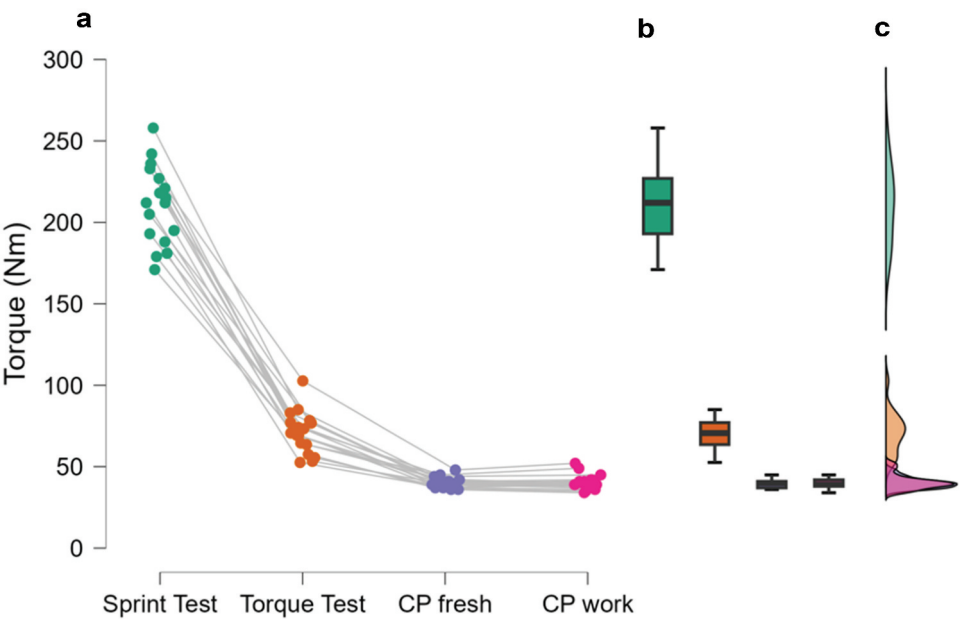 a
b
c
300
250
200
150
100
50
0
Torque (Nm)
Sprint Test
Torque Test
CP fresh
CP work